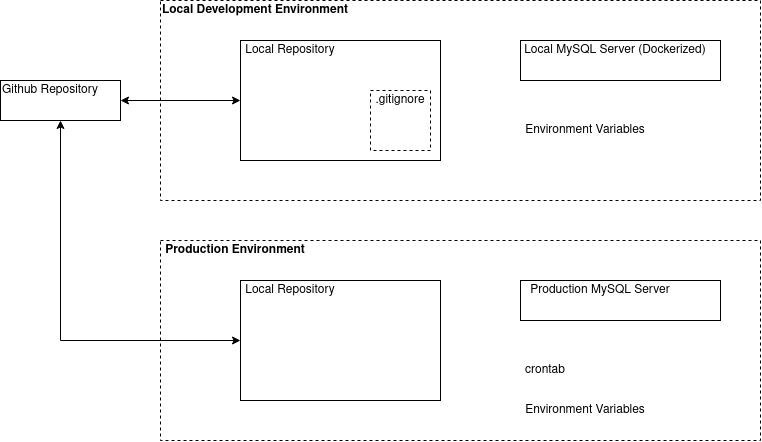 Local Development Environment
Local Repository
Local MySQL Server (Dockerized)
Github Repository
.gitignore
Environment Variables
Production Environment
Local Repository
Production MySQL Server
crontab
Environment Variables